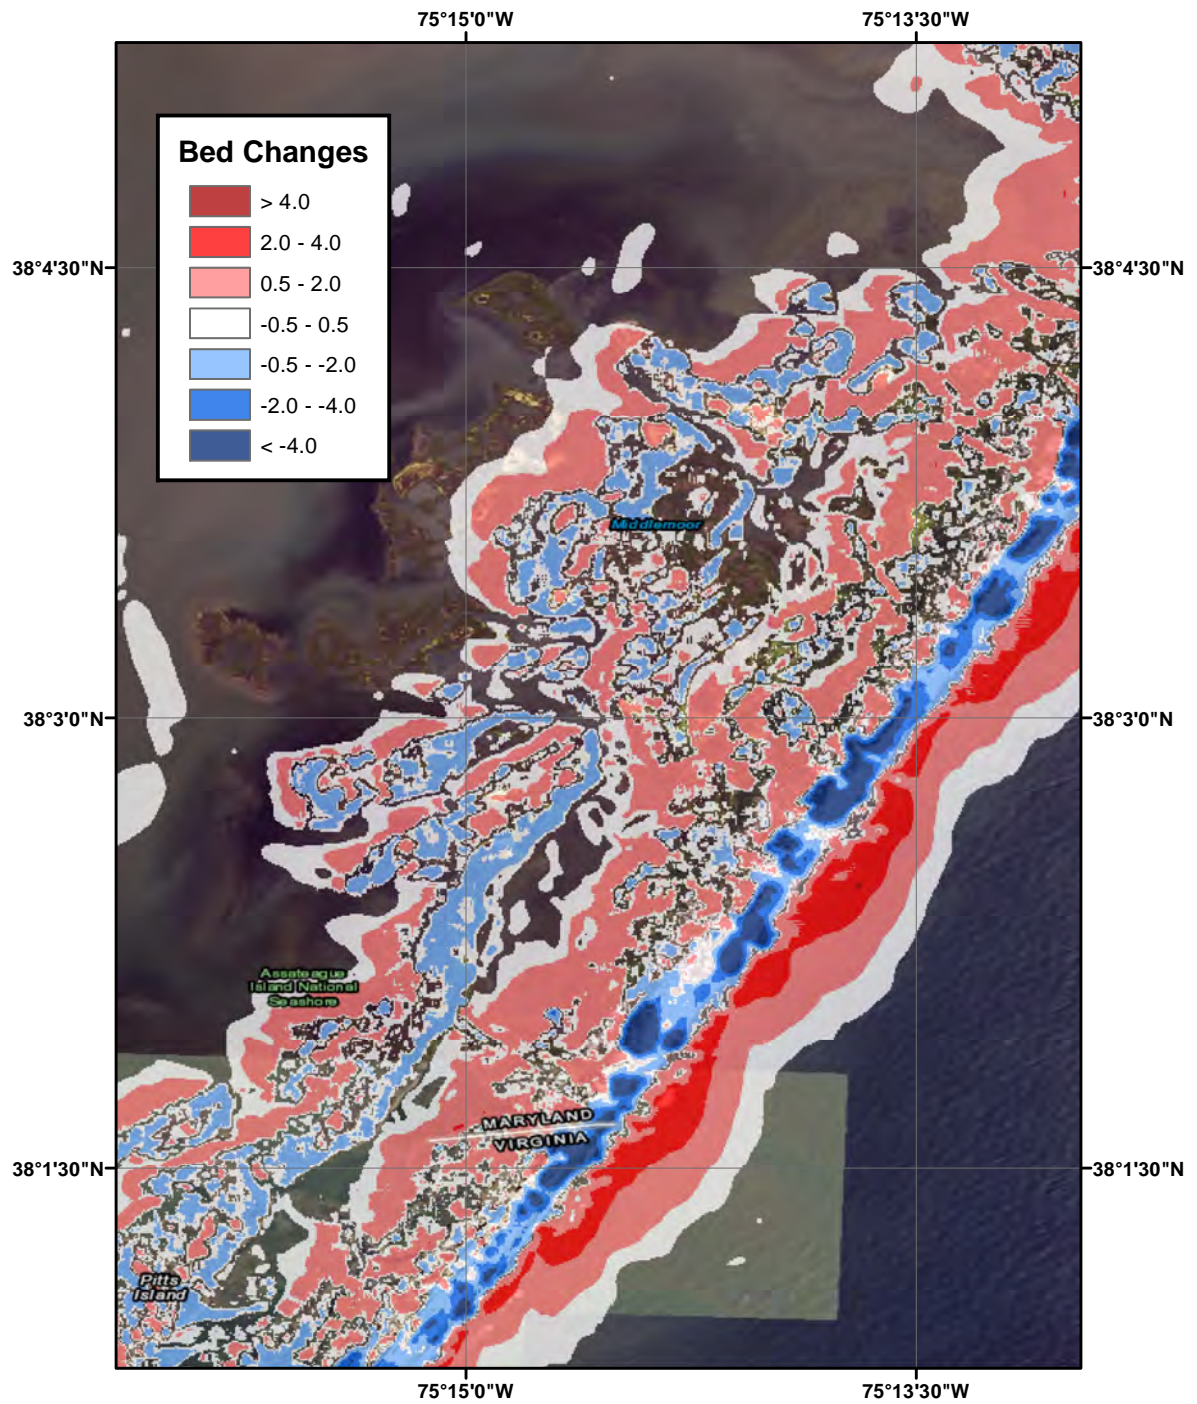 75°15'0"W
75°13'30"W
Bed Changes
> 4.0
2.0 - 4.0
0.5 - 2.0
-0.5 - 0.5
-0.5 - -2.0
-2.0 - -4.0
< -4.0
38°4'30"N
38°4'30"N
Middlemoor
38°3'0"N
38°3'0"N
Assateague
Island National
Seashore
MARYLAND
VIRGINIA
38°1'30"N
38°1'30"N
Pitts
Island
75°15'0"W
75°13'30"W